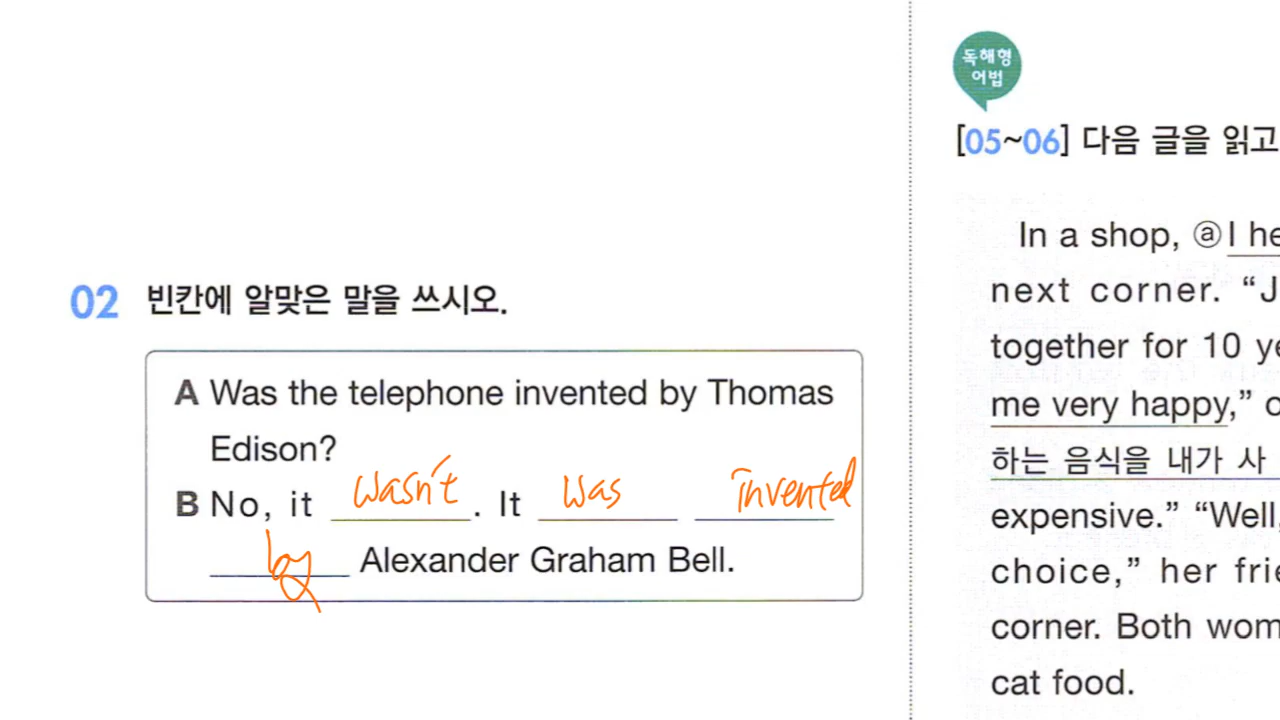 02 빈칸에 알맞은 말을 쓰시오.
A Was the telephone invented by Thomas
Edison?
B No, it wasn't. It was invented
by Alexander Graham Bell.
독해형
어법
[05~06] 다음 글을 읽고
In a shop, ⓐI he
next corner. “J
together for 10 ye
me very happy,” o
하는 음식을 내가 사
expensive.” “Well,
choice,” her frie
corner. Both wom
cat food.